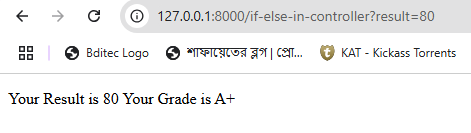 127.0.0.1:8000/if-else-in-controller?result=80
Bditec Logo শাফায়েতের ব্লগ | প্রো... KAT - Kickass Torrents
Your Result is 80 Your Grade is A+